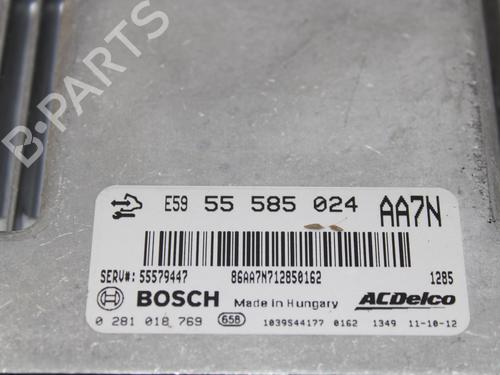 B-PARTS
E59 55 585 024 AA7N
SERV#: 55579447 86AA7N712850162 1285
BOSCH Made in Hungary ACDelco
0 281 018 769 658 1039S44177 0162 1349 11-10-12